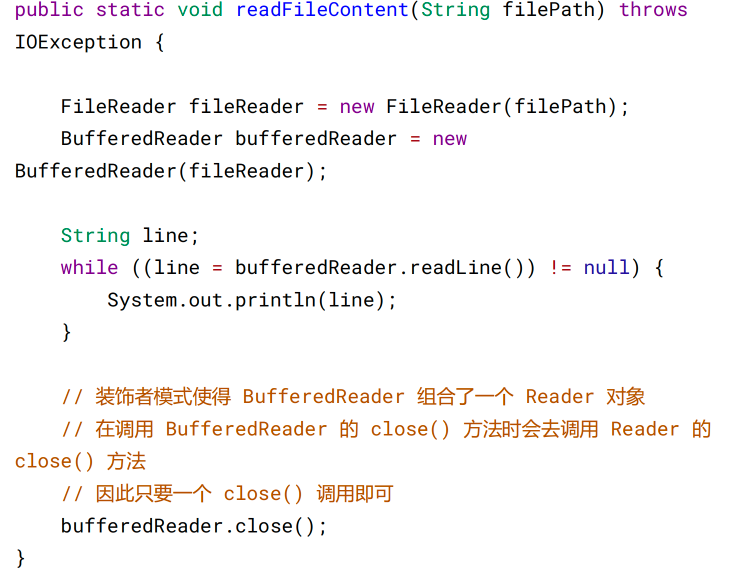 public static void readFileContent(String filePath) throws
IOException {
    FileReader fileReader = new FileReader(filePath);
    BufferedReader bufferedReader = new
BufferedReader(fileReader);
    String line;
    while ((line = bufferedReader.readLine()) != null) {
        System.out.println(line);
    }
    // 装饰者模式使得 BufferedReader 组合了一个 Reader 对象
    // 在调用 BufferedReader 的 close() 方法时会去调用 Reader 的
close() 方法
    // 因此只要一个 close() 调用即可
    bufferedReader.close();
}